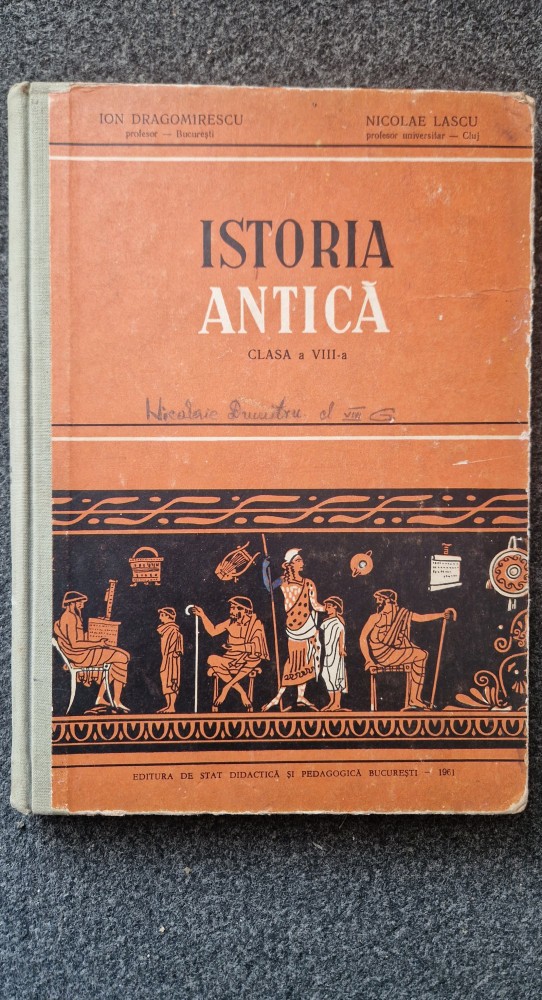 ION DRAGOMIRESCU
profesor — București
NICOLAE LASCU
profesor universitar — Cluj
ISTORIA
ANTICĂ
CLASA a VIII-a
Dumitru cl VIII G
EDITURA DE STAT DIDACTICĂ ȘI PEDAGOGICĂ BUCUREȘTI — 1961